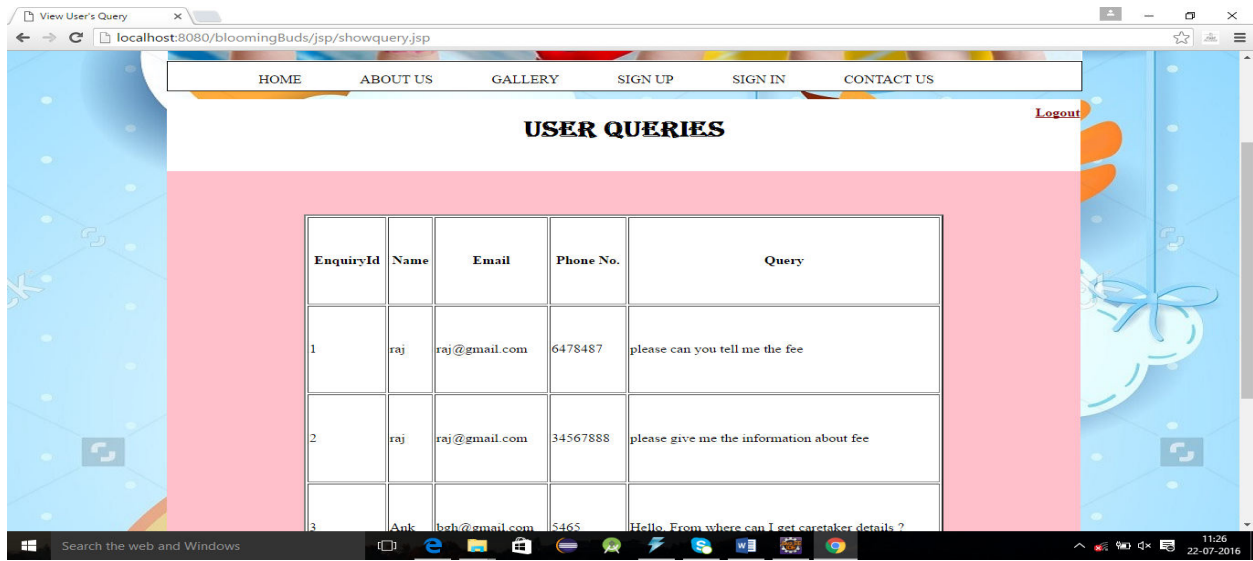 View User's Query
localhost:8080/bloomingBuds/jsp/showquery.jsp
HOME ABOUT US GALLERY SIGN UP SIGN IN CONTACT US
Logout
USER QUERIES
EnquiryId Name Email Phone No. Query
1 raj raj@gmail.com 6478487 please can you tell me the fee
2 raj raj@gmail.com 34567888 please give me the information about fee
3 Ank bgh@gmail.com 5465 Hello. From where can I get caretaker details ?
Search the web and Windows
11:26
22-07-2016